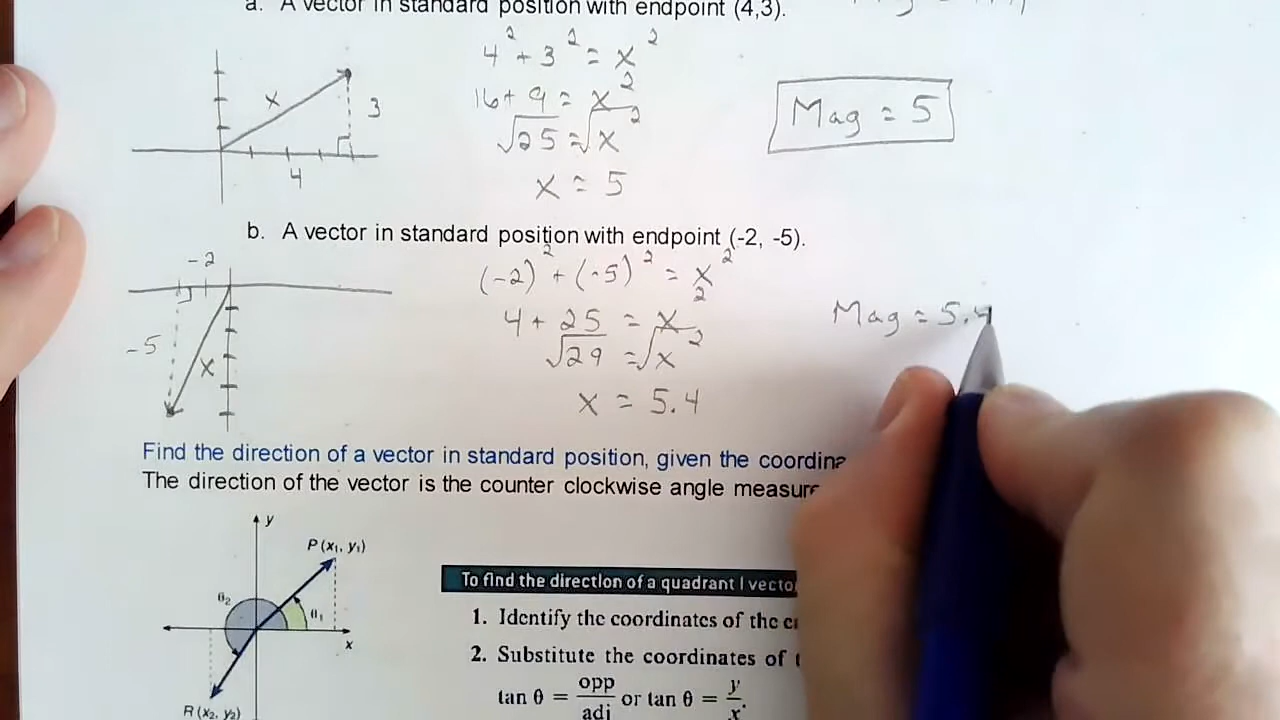 a. A vector in standard position with endpoint (4,3).
4² + 3² = x²
16 + 9 = x²
√25 = √x²
x = 5
x
3
4
Mag = 5
b. A vector in standard position with endpoint (-2, -5).
-2
-5
x
(-2)² + (-5)² = x²
4 + 25 = x²
√29 = √x²
x = 5.4
Mag = 5.4
Find the direction of a vector in standard position, given the
The direction of the vector is the counter clockwise angle
y
P(x₁, y₁)
θ₂
θ₁
x
R(x₂, y₂)
To find the direction of a quadrant I
1. Identify the coordinates of the
2. Substitute the coordinates of
tan θ = opp/adj or tan θ = y/x.